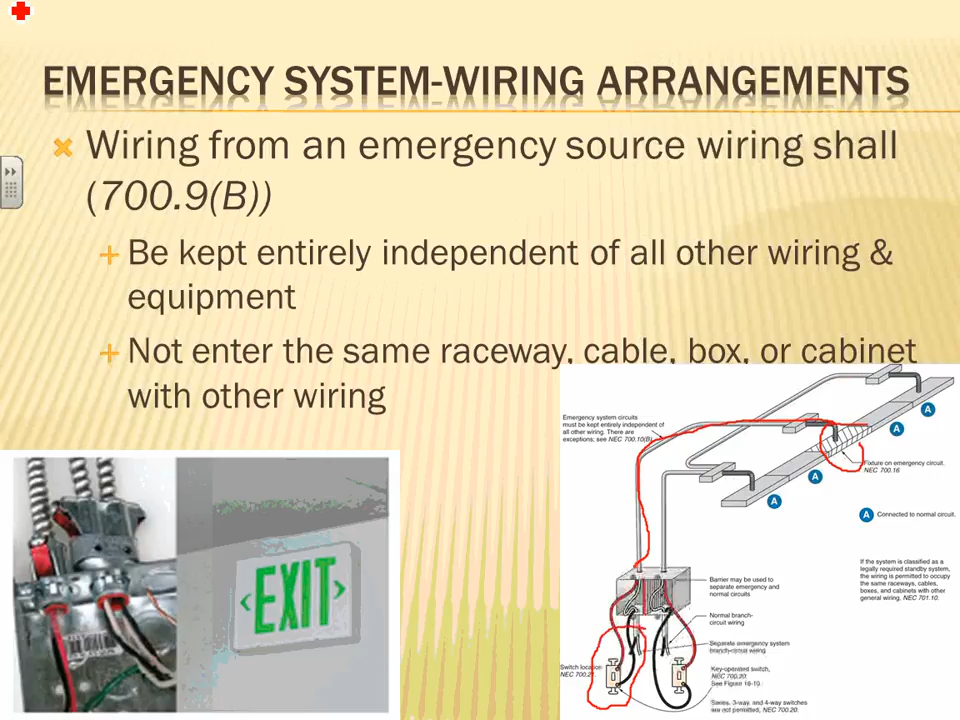 EMERGENCY SYSTEM-WIRING ARRANGEMENTS
Wiring from an emergency source wiring shall
(700.9(B))
Be kept entirely independent of all other wiring &
equipment
Not enter the same raceway, cable, box, or cabinet
with other wiring
Emergency system circuits
must be kept entirely independent of
all other wiring. There are
exceptions; see NEC 700.10(B).
A
A
Fixture on emergency circuit.
NEC 700.16
A
A
A Connected to normal circuit.
If the system is classified as a
legally required standby system,
the wiring is permitted to occupy
the same raceways, cables,
boxes, and cabinets with other
general wiring. NEC 701.10.
Barrier may be used to
separate emergency and
normal circuits
Normal branch-
circuit wiring
Separate emergency system
branch-circuit wiring
Switch location
NEC 700.21.
Key-operated switch,
NEC 700.20.
See Figure 16-10.
Series, 3-way, and 4-way switches
are not permitted, NEC 700.20.
EXIT